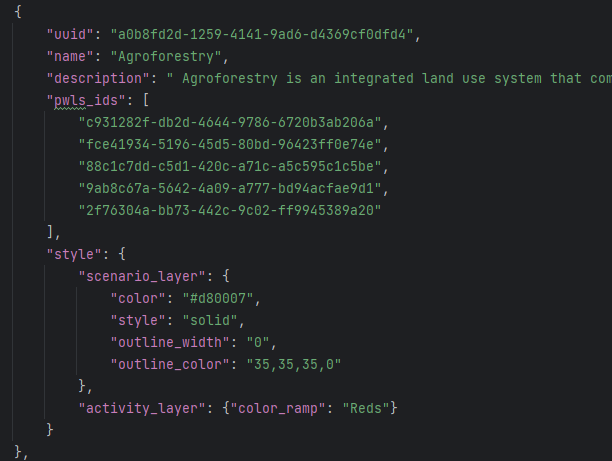 {
"uuid": "a0b8fd2d-1259-4141-9ad6-d4369cf0dfd4",
"name": "Agroforestry",
"description": " Agroforestry is an integrated land use system that com
"pwls_ids": [
"c931282f-db2d-4644-9786-6720b3ab206a",
"fce41934-5196-45d5-80bd-96423ff0e74e",
"88c1c7dd-c5d1-420c-a71c-a5c595c1c5be",
"9ab8c67a-5642-4a09-a777-bd94acfae9d1",
"2f76304a-bb73-442c-9c02-ff9945389a20"
],
"style": {
"scenario_layer": {
"color": "#d80007",
"style": "solid",
"outline_width": "0",
"outline_color": "35,35,35,0"
},
"activity_layer": {"color_ramp": "Reds"}
}
},